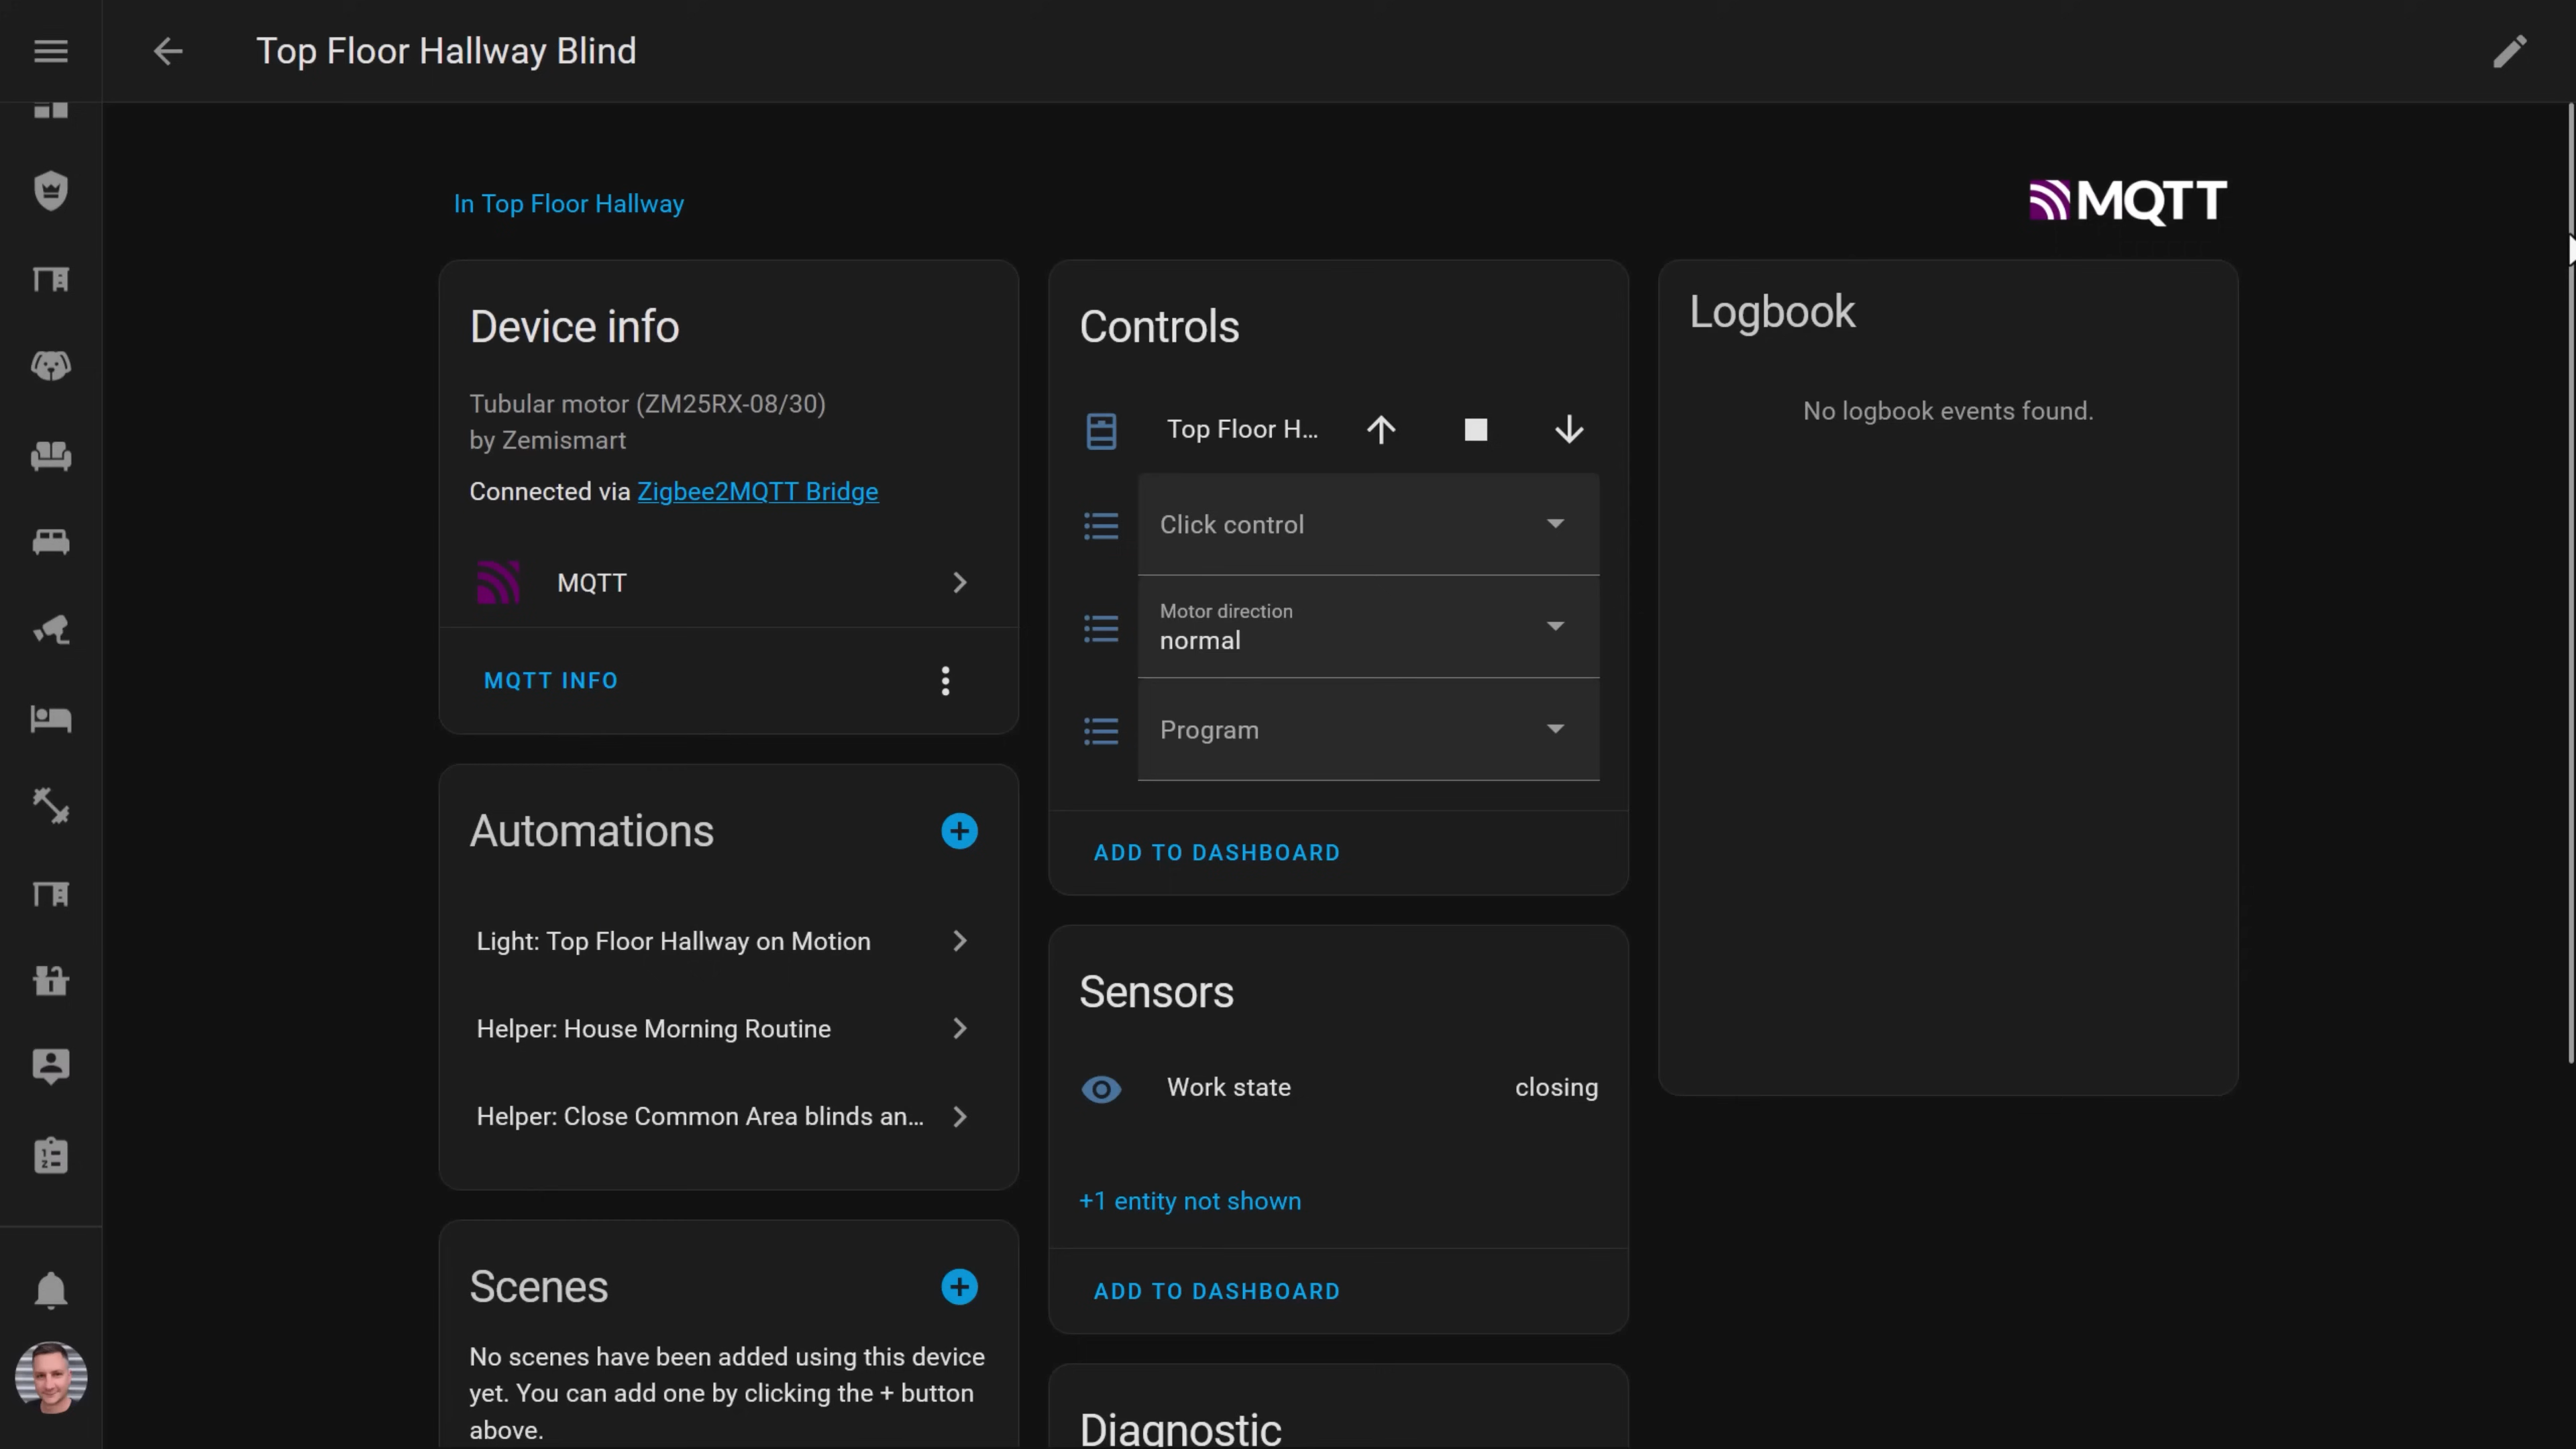 Top Floor Hallway Blind
In Top Floor Hallway
MQTT
Device info
Tubular motor (ZM25RX-08/30)
by Zemismart
Connected via Zigbee2MQTT Bridge
MQTT
MQTT INFO
Automations
Light: Top Floor Hallway on Motion
Helper: House Morning Routine
Helper: Close Common Area blinds an...
Scenes
No scenes have been added using this device
yet. You can add one by clicking the + button
above.
Controls
Top Floor H...
Click control
Motor direction
normal
Program
ADD TO DASHBOARD
Sensors
Work state closing
+1 entity not shown
ADD TO DASHBOARD
Diagnostic
Logbook
No logbook events found.